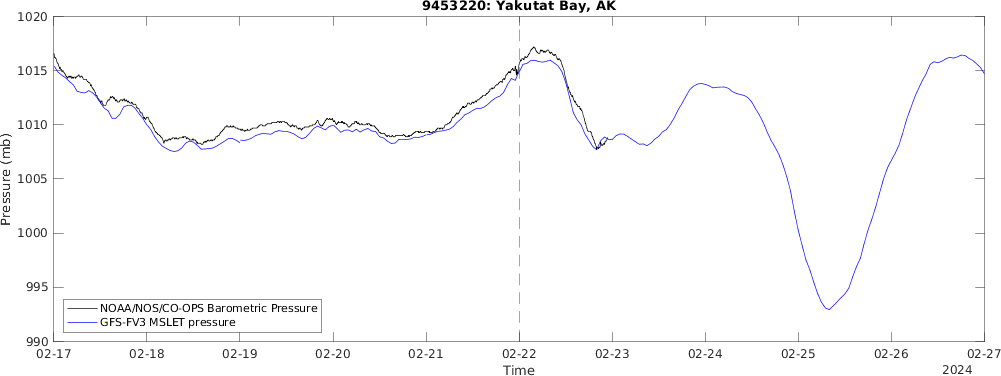 9453220: Yakutat Bay, AK
1020
1015
1010
1005
1000
995
990
Pressure (mb)
NOAA/NOS/CO-OPS Barometric Pressure
GFS-FV3 MSLET pressure
02-17 02-18 02-19 02-20 02-21 02-22 02-23 02-24 02-25 02-26 02-27
Time
2024